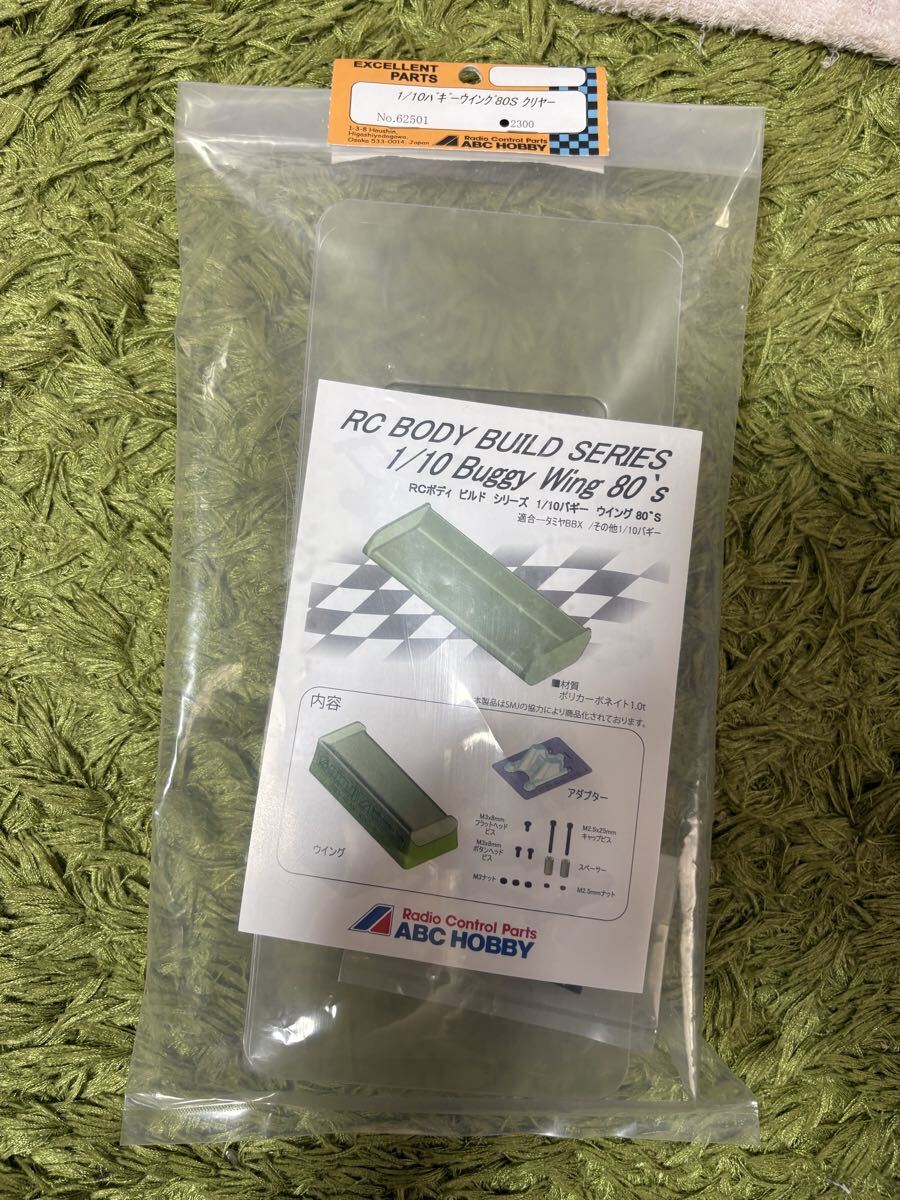 EXCELLENT
PARTS
1/10バギーウイング80S クリヤー
No.62501 ●2300
1-3-8 Houshin,
Higashiyodogawa,
Osaka 533-0014, Japan
Radio Control Parts
ABC HOBBY
RC BODY BUILD SERIES
1/10 Buggy Wing 80`s
RCボディ ビルド シリーズ 1/10バギー ウイング 80"S
適合―タミヤBBX /その他1/10バギー
■材質
ポリカーボネイト1.0t
本製品はSMJの協力により商品化されております。
内容
ウイング
アダプター
M3x8mm
フラットヘッド
ビス
M2.5x25mm
キャップビス
M3x8mm
ボタンヘッド
ビス
スペーサー
M3ナット
M2.5mmナット
Radio Control Parts
ABC HOBBY